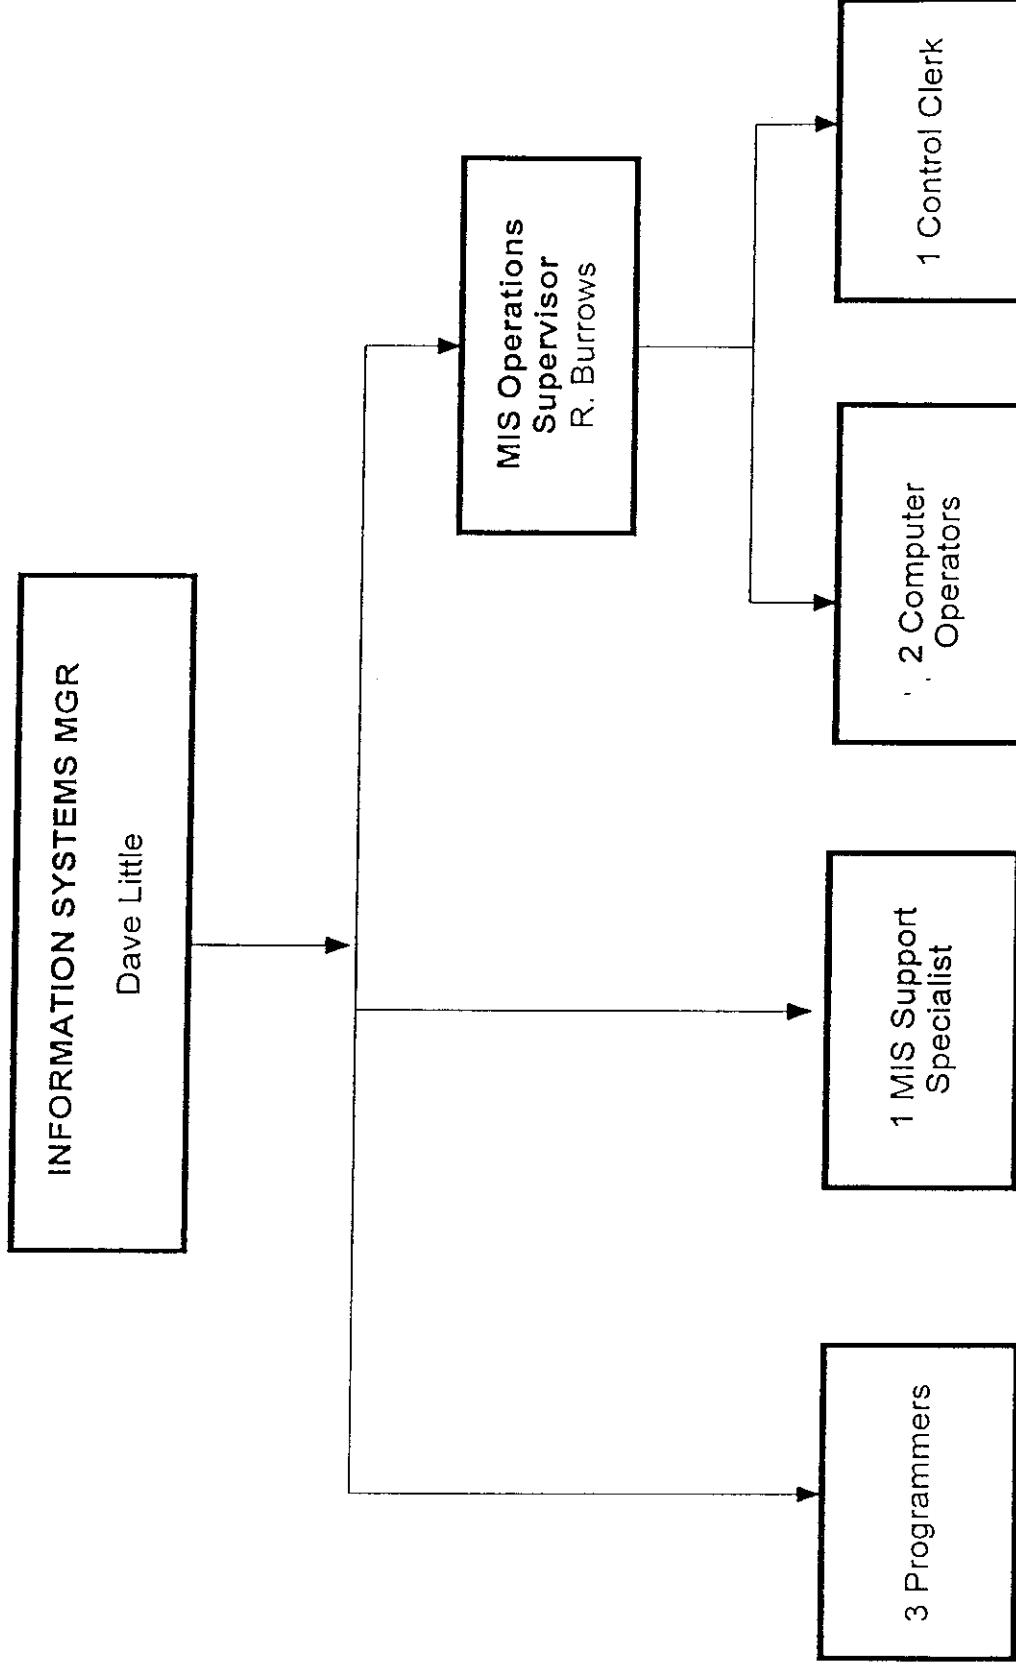 INFORMATION SYSTEMS MGR
Dave Little
MIS Operations
Supervisor
R. Burrows
3 Programmers
1 MIS Support
Specialist
2 Computer
Operators
1 Control Clerk